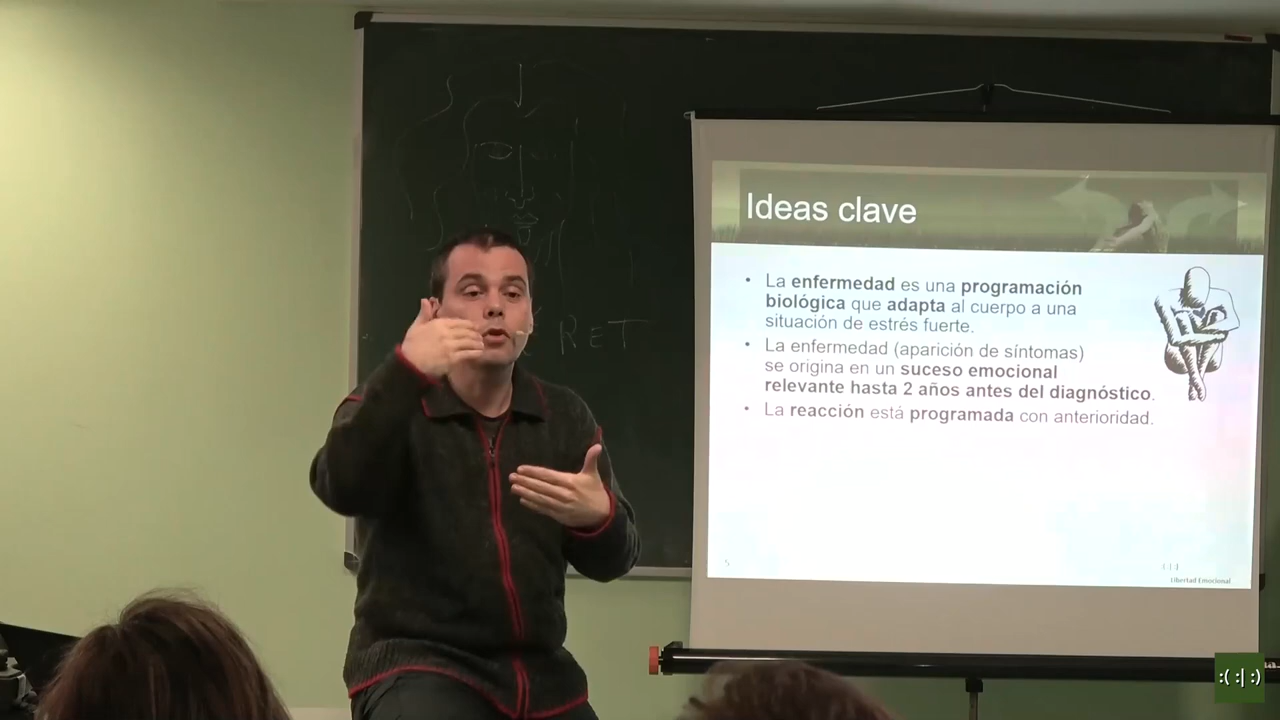 RET
Ideas clave
• La enfermedad es una programación
biológica que adapta al cuerpo a una
situación de estrés fuerte.
• La enfermedad (aparición de síntomas)
se origina en un suceso emocional
relevante hasta 2 años antes del diagnóstico.
• La reacción está programada con anterioridad.
5
Libertad Emocional
:( :| :)